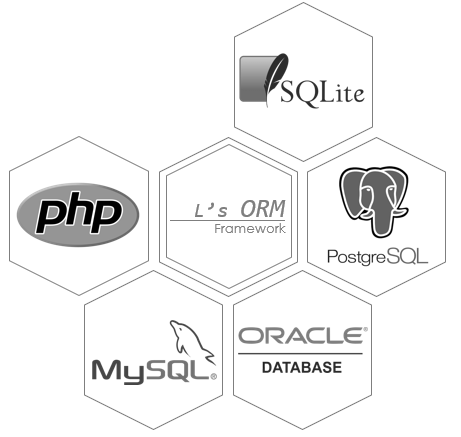 SQLite
php
L's ORM
Framework
PostgreSQL
MySQL®
ORACLE®
DATABASE